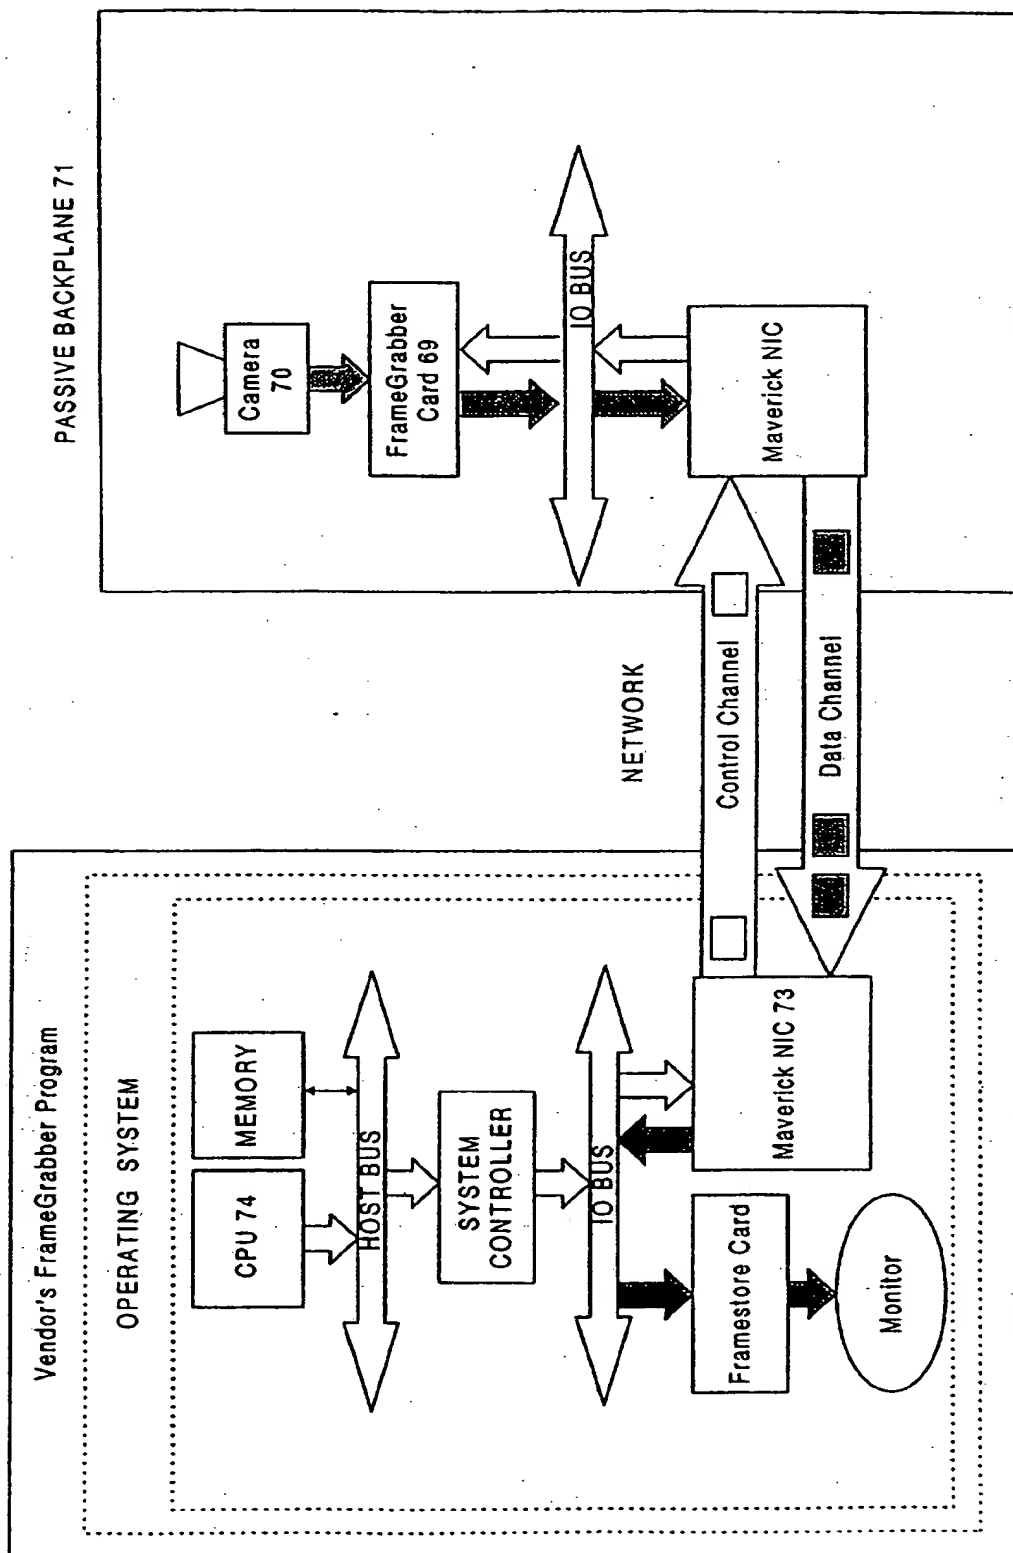 Vendor's FrameGrabber Program
OPERATING SYSTEM
CPU 74
MEMORY
HOST BUS
SYSTEM
CONTROLLER
IO BUS
Framestore Card
Monitor
Maverick NIC 73
NETWORK
Control Channel
Data Channel
PASSIVE BACKPLANE 71
Camera
70
FrameGrabber
Card 69
IO BUS
Maverick NIC